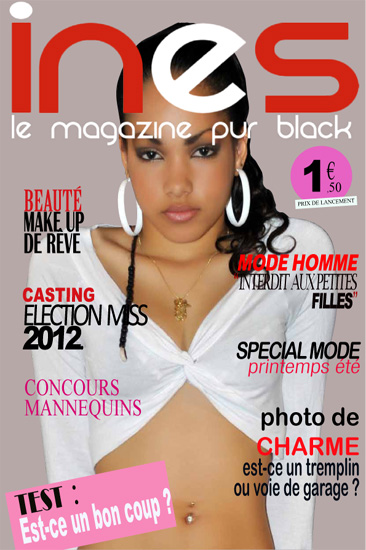 ines
le magazine pur black
1€
,50
PRIX DE LANCEMENT
BEAUTÉ
MAKE UP
DE REVE
MODE HOMME
INTERDIT AUX PETITES
FILLES"
CASTING
ELECTION MISS
2012
SPECIAL MODE
printemps été
CONCOURS
MANNEQUINS
photo de
CHARME
est-ce un tremplin
ou voie de garage ?
TEST :
Est-ce un bon coup ?